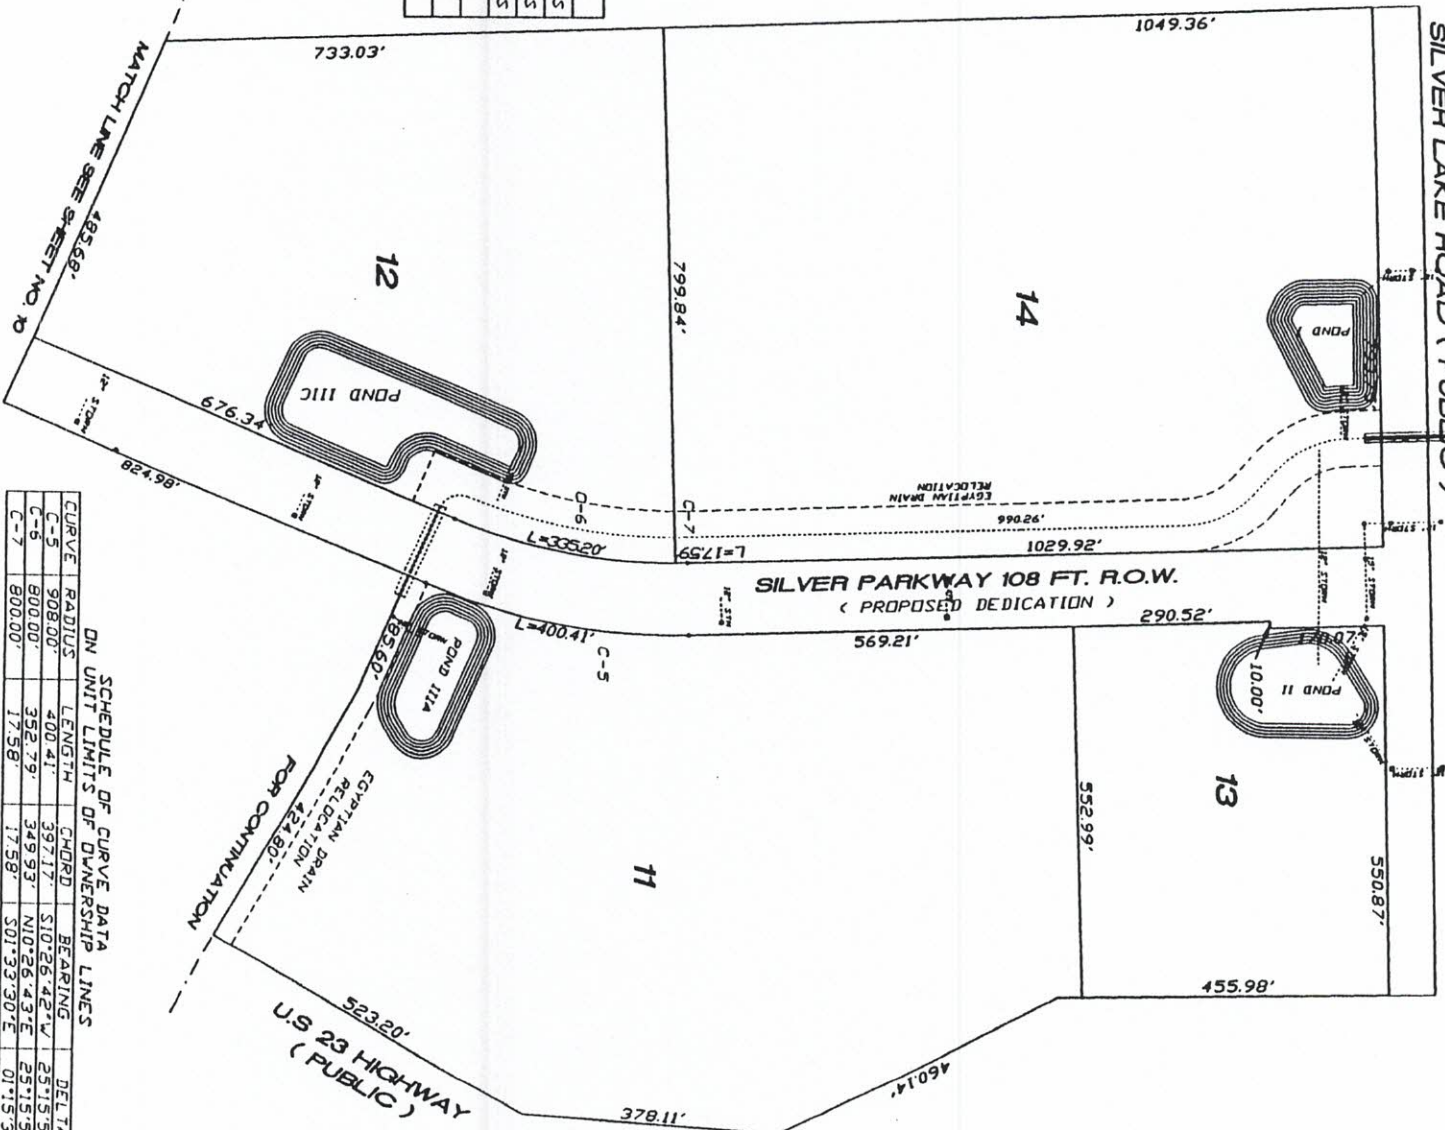 733.03'
1049.36'
MATCH LINE SEE SHEET NO. 10
485.68'
12
14
799.84'
POND I
POND IIIC
676.34'
824.98'
12" STORM
EGYPTIAN DRAIN
RELOCATION
990.26'
C-6
C-7
L=335.20'
L=17.59
1029.92'
SILVER PARKWAY 108 FT. R.O.W.
( PROPOSED DEDICATION )
290.52'
569.21'
L=400.41'
C-5
POND IIIA
POND II
10.00'
13
552.99'
550.87'
11
EGYPTIAN DRAIN
RELOCATION
424.80'
FOR CONTINUATION
455.98'
460.14'
378.11'
523.20'
U.S 23 HIGHWAY
( PUBLIC )
SILVER LAKE ROAD
SCHEDULE OF CURVE DATA
ON UNIT LIMITS OF OWNERSHIP LINES
CURVE RADIUS LENGTH CHORD BEARING
C-5 908.00' 400.41' 397.17' S10°26'42"W
C-6 800.00' 352.79' 349.93' N10°26'43"E
C-7 800.00' 17.58' 17.58' S01°33'30"E